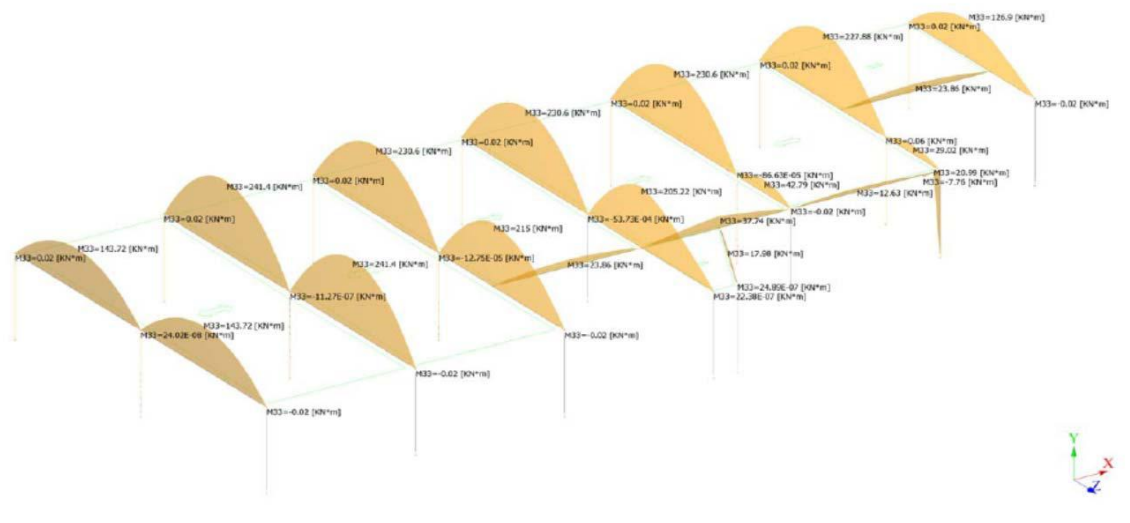 M33=126.9 [KN*m]
M33=0.02 [KN*m]
M33=227.88 [KN*m]
M33=0.02 [KN*m]
M33=230.6 [KN*m]
M33=23.86 [KN*m]
M33=-0.02 [KN*m]
M33=0.02 [KN*m]
M33=230.6 [KN*m]
M33=0.06 [KN*m]
M33=29.02 [KN*m]
M33=0.02 [KN*m]
M33=230.6 [KN*m]
M33=-86.63E-05 [KN*m]
M33=20.99 [KN*m]
M33=-7.76 [KN*m]
M33=42.79 [KN*m]
M33=205.22 [KN*m]
M33=12.63 [KN*m]
M33=0.02 [KN*m]
M33=241.4 [KN*m]
M33=-0.02 [KN*m]
M33=-53.73E-04 [KN*m]
M33=37.74 [KN*m]
M33=0.02 [KN*m]
M33=215 [KN*m]
M33=143.72 [KN*m]
M33=17.98 [KN*m]
M33=0.02 [KN*m]
M33=-12.75E-05 [KN*m]
M33=241.4 [KN*m]
M33=23.86 [KN*m]
M33=24.89E-07 [KN*m]
M33=22.38E-07 [KN*m]
M33=-11.27E-07 [KN*m]
M33=143.72 [KN*m]
M33=24.02E-08 [KN*m]
M33=-0.02 [KN*m]
M33=-0.02 [KN*m]
M33=-0.02 [KN*m]
Y
X
Z